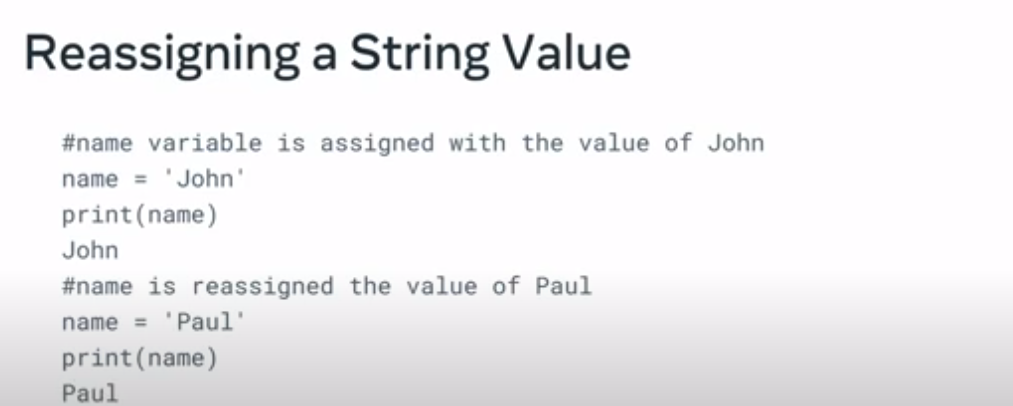 Reassigning a String Value
#name variable is assigned with the value of John
name = 'John'
print(name)
John
#name is reassigned the value of Paul
name = 'Paul'
print(name)
Paul